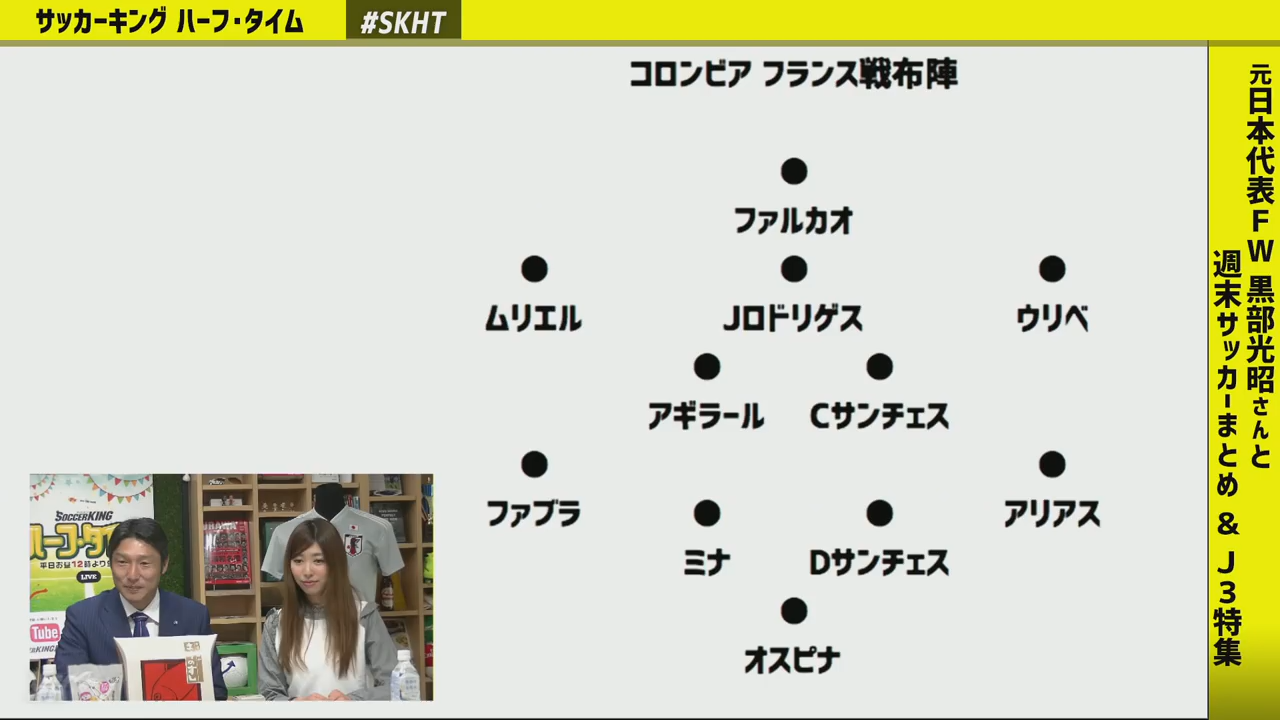 サッカーキング ハーフ・タイム
#SKHT
コロンビア フランス戦布陣
ファルカオ
ムリエル
Jロドリゲス
ウリベ
アギラール
Cサンチェス
ファブラ
アリアス
ミナ
Dサンチェス
オスピナ
元日本代表FW 黒部光昭さんと
週末サッカーまとめ & J3特集
SOCCERKING
ハーフ・タ
平日お昼12時より
LIVE
Tube